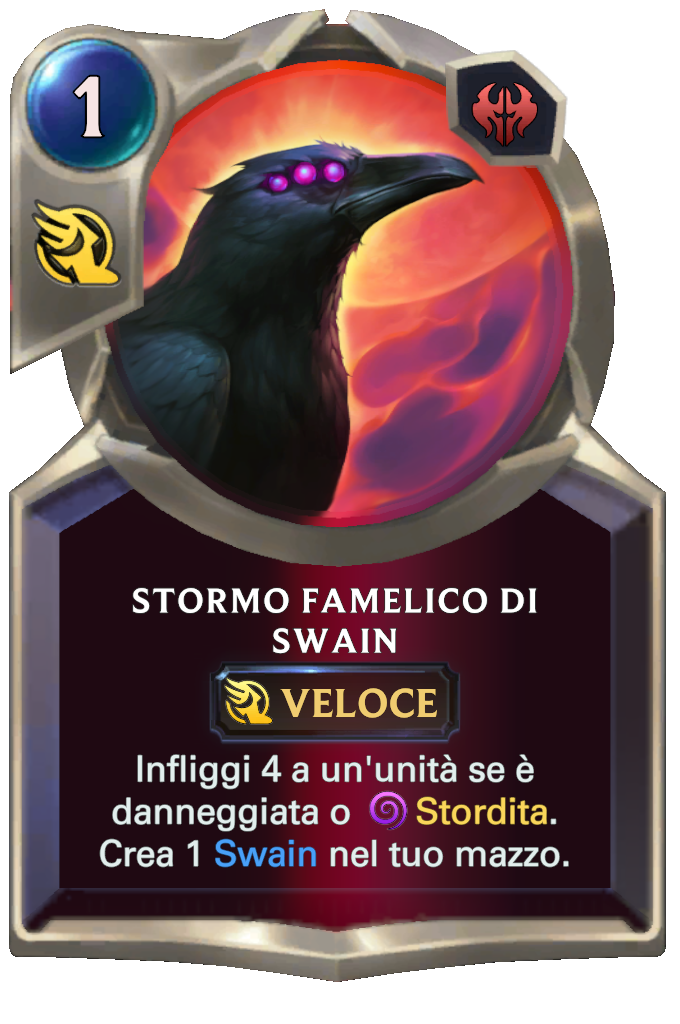 1
STORMO FAMELICO DI
SWAIN
VELOCE
Infliggi 4 a un'unità se è
danneggiata o Stordita.
Crea 1 Swain nel tuo mazzo.